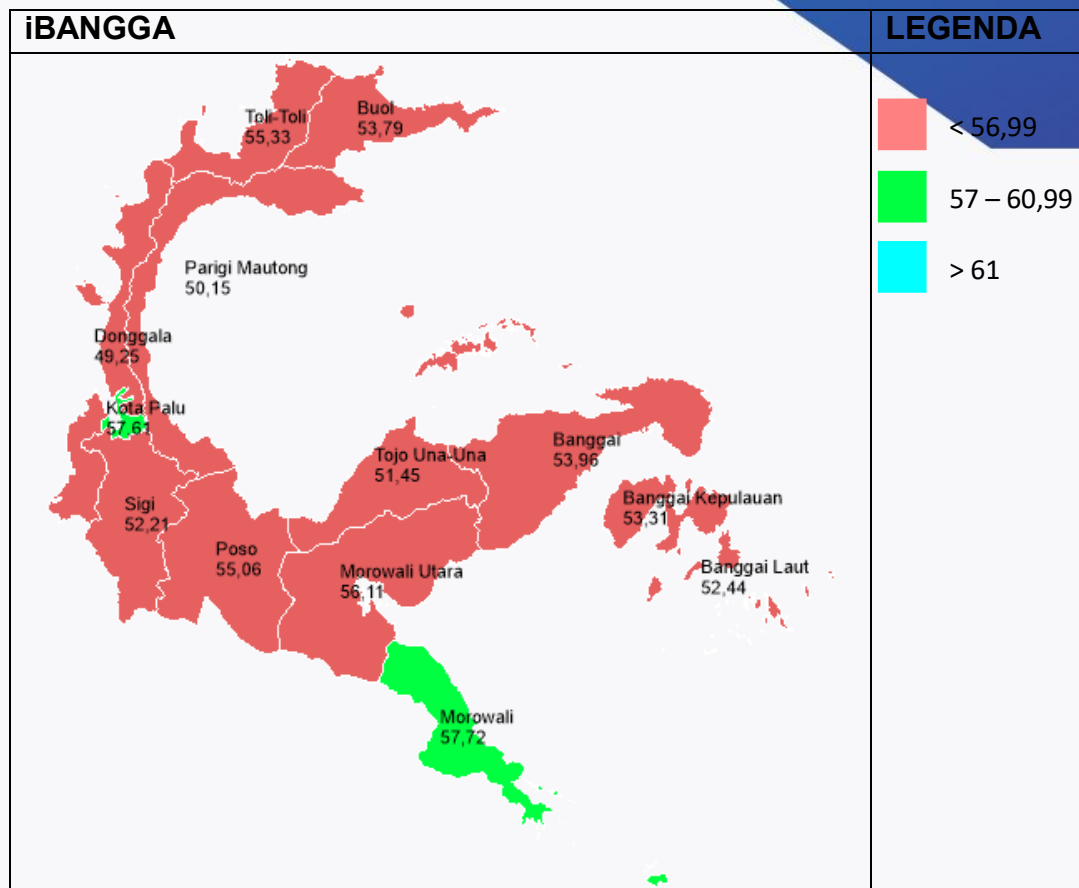 iBANGGA
LEGENDA
< 56,99
57 – 60,99
> 61
Toli-Toli
55,33
Buol
53,79
Parigi Mautong
50,15
Donggala
49,25
Kota Palu
57,61
Tojo Una-Una
51,45
Banggai
53,96
Sigi
52,21
Banggai Kepulauan
53,31
Poso
55,06
Morowali Utara
56,11
Banggai Laut
52,44
Morowali
57,72